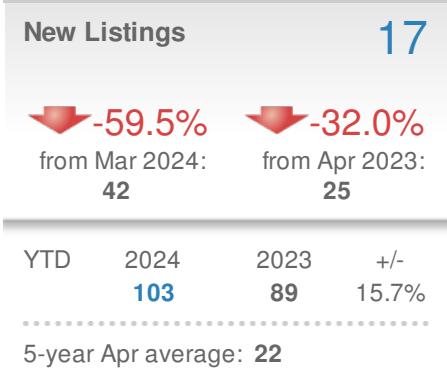 New Listings 17
-59.5% -32.0%
from Mar 2024: from Apr 2023:
42 25
YTD 2024 2023 +/-
103 89 15.7%
5-year Apr average: 22